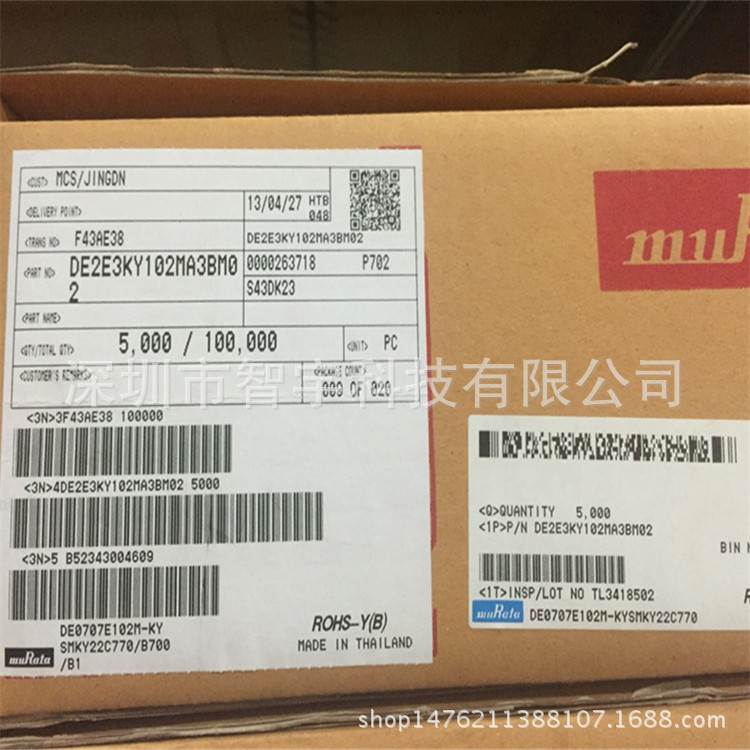 <CUST> MCS/JINGDN
<DELIVERY POINT>
13/04/27 HTB 048
<TRANS NO> F43AE38
DE2E3KY102MA3BM02
<PART NO> DE2E3KY102MA3BM0
2
0000263718 P702
S43DK23
<PART NAME>
<QTY/TOTAL QTY> 5,000 / 100,000 <UNIT> PC
<CUSTOMER'S REMARKS>
<PACKAGE COUNT>
009 OF 020
深圳市智宇科技有限公司
<3N>3F43AE38 100000
<3N>4DE2E3KY102MA3BM02 5000
<3N>5 B52343004609
DE0707E102M-KY
SMKY22C770/B700
/B1
muRata
ROHS-Y(B)
MADE IN THAILAND
<Q>QUANTITY 5,000
<1P>P/N DE2E3KY102MA3BM02
BIN
<1T>INSP/LOT NO TL3418502
muRata DE0707E102M-KYSMKY22C770
shop1476211388107.1688.com